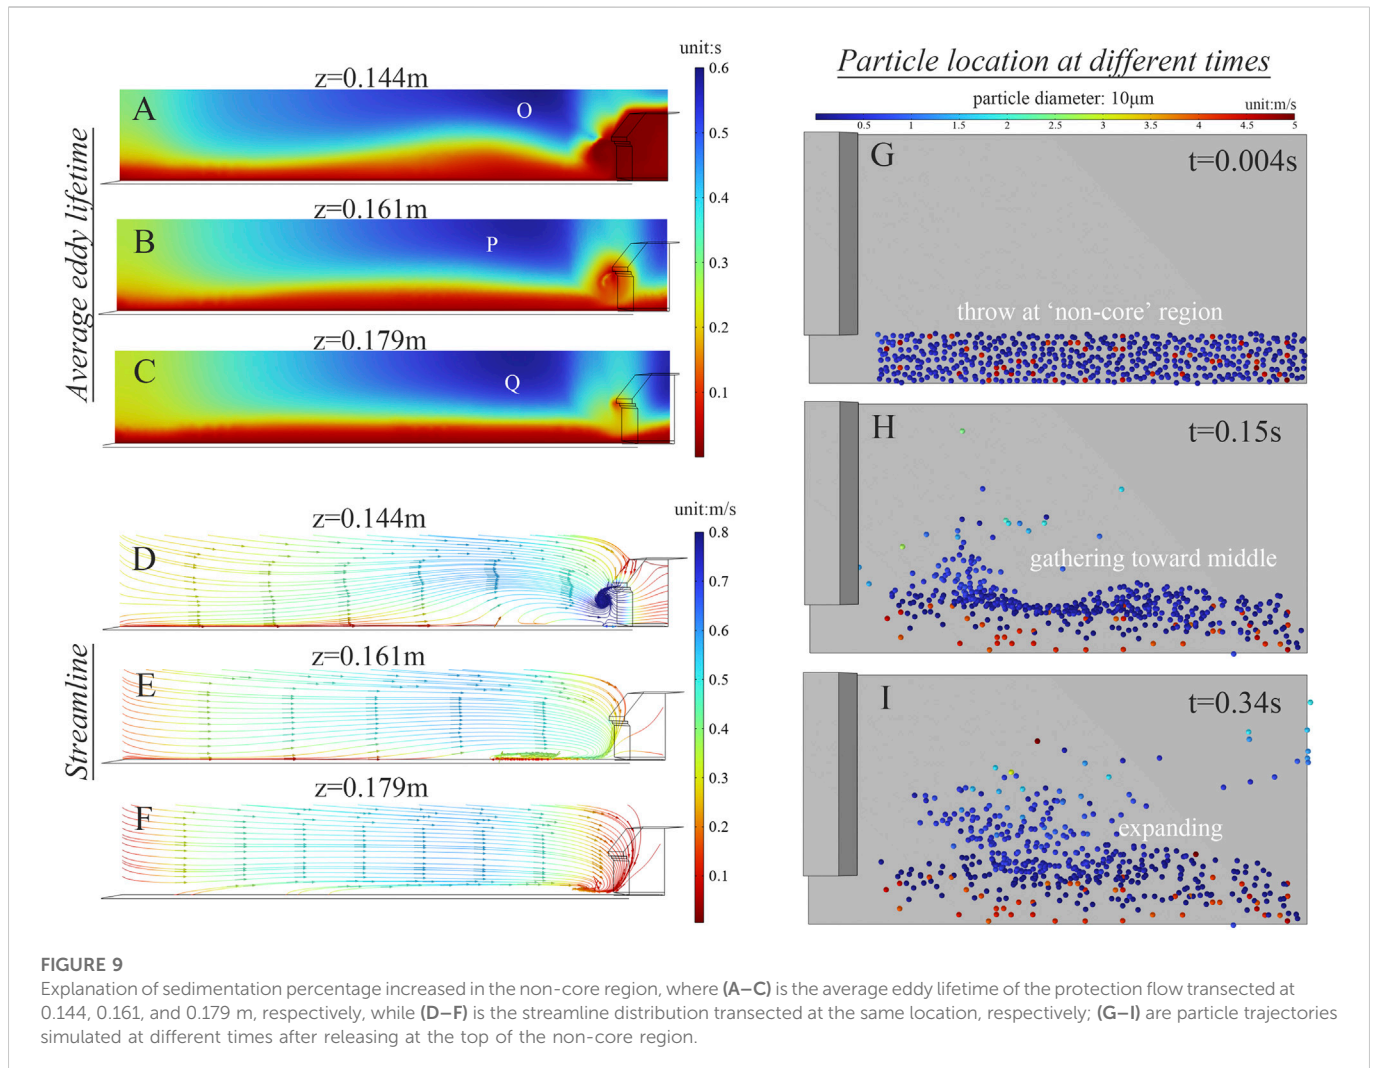 Average eddy lifetime
unit:s
z=0.144m
A
O
0.6
0.5
0.4
0.3
0.2
0.1
z=0.161m
B
P
z=0.179m
C
Q
Streamline
unit:m/s
z=0.144m
D
0.8
0.7
0.6
0.5
0.4
0.3
0.2
0.1
z=0.161m
E
z=0.179m
F
Particle location at different times
particle diameter: 10μm
unit:m/s
0.5 1 1.5 2 2.5 3 3.5 4 4.5 5
G
t=0.004s
throw at ‘non-core’ region
H
t=0.15s
gathering toward middle
I
t=0.34s
expanding
FIGURE 9
Explanation of sedimentation percentage increased in the non-core region, where (A–C) is the average eddy lifetime of the protection flow transected at
0.144, 0.161, and 0.179 m, respectively, while (D–F) is the streamline distribution transected at the same location, respectively; (G–I) are particle trajectories
simulated at different times after releasing at the top of the non-core region.